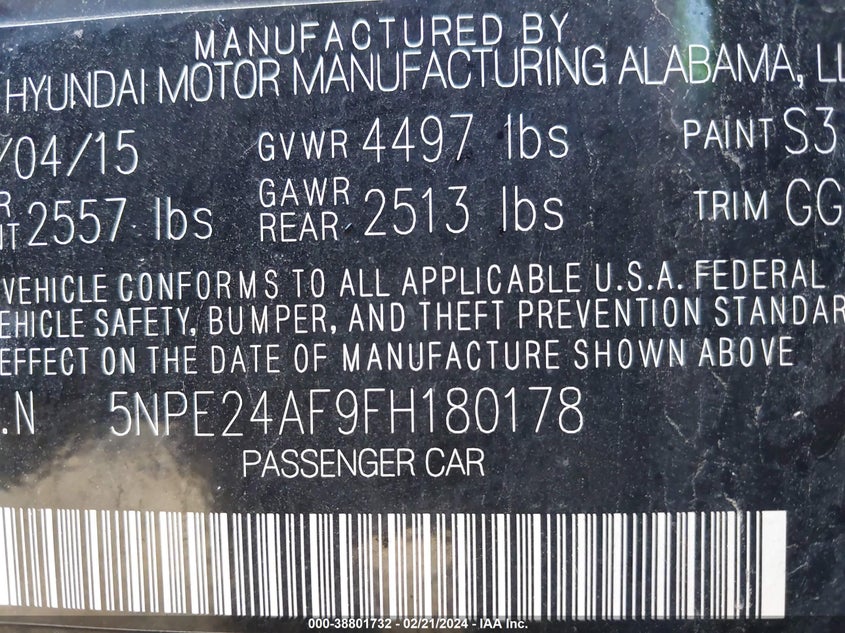 MANUFACTURED BY
HYUNDAI MOTOR MANUFACTURING ALABAMA, LL
/04/15 GVWR 4497 lbs PAINT S3
2557 lbs GAWR REAR 2513 lbs TRIM GG
VEHICLE CONFORMS TO ALL APPLICABLE U.S.A. FEDERAL
EHICLE SAFETY, BUMPER, AND THEFT PREVENTION STANDAR
EFFECT ON THE DATE OF MANUFACTURE SHOWN ABOVE
.N 5NPE24AF9FH180178
PASSENGER CAR
000-38801732 - 02/21/2024 - IAA Inc.